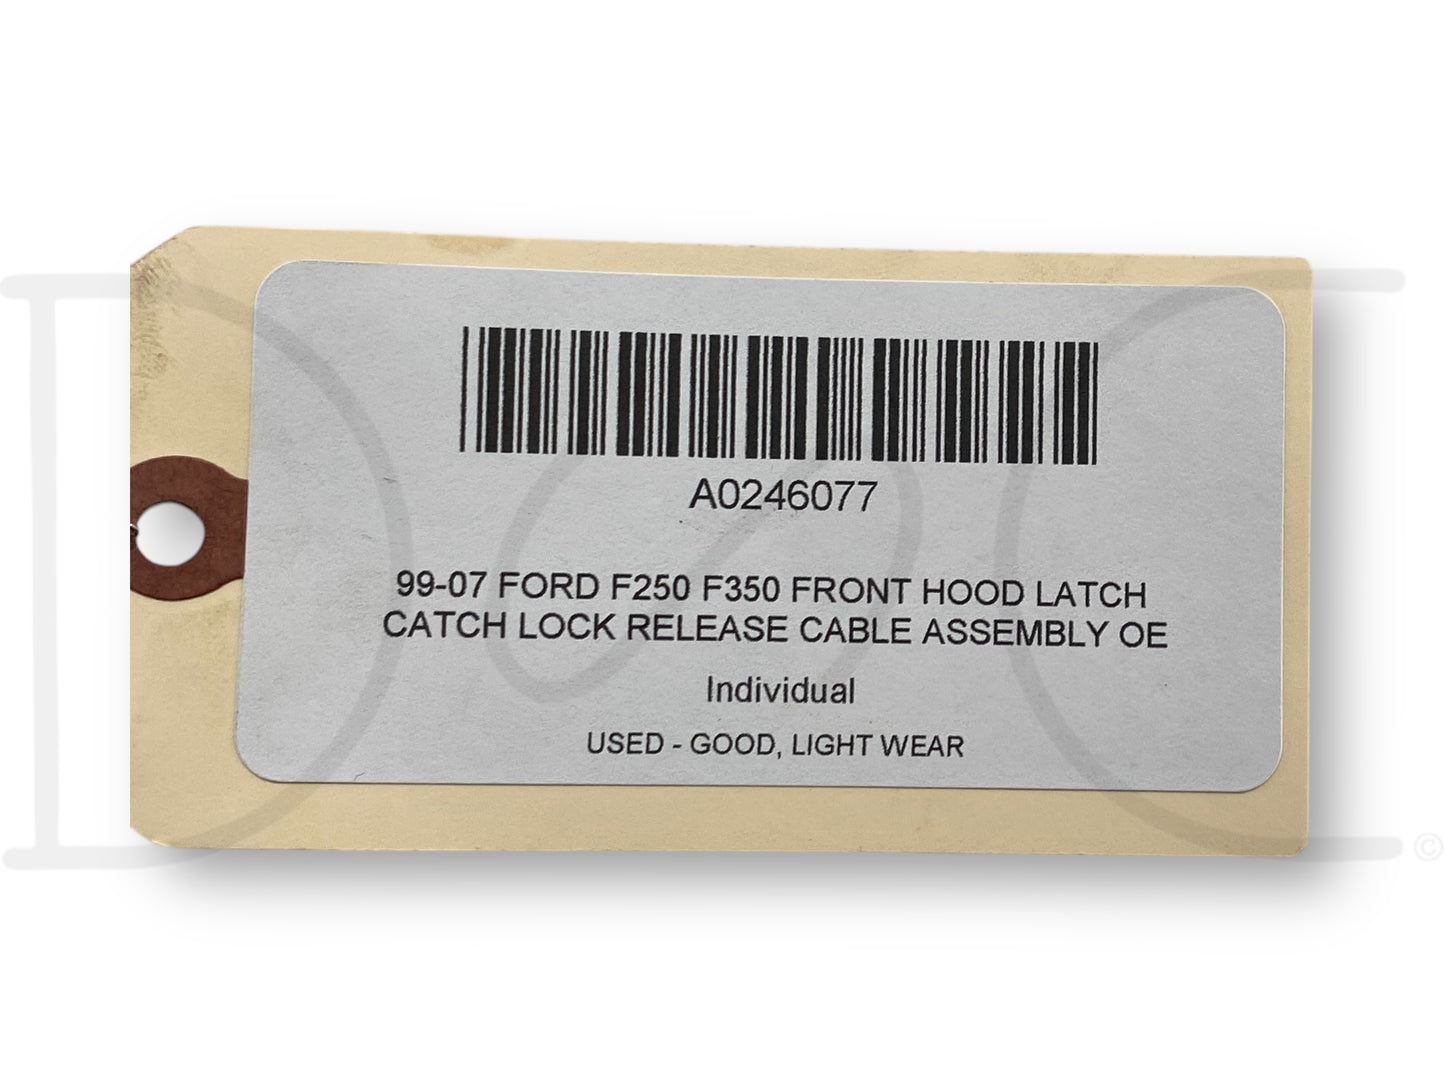 A0246077
99-07 FORD F250 F350 FRONT HOOD LATCH
CATCH LOCK RELEASE CABLE ASSEMBLY OE
Individual
USED - GOOD, LIGHT WEAR
©